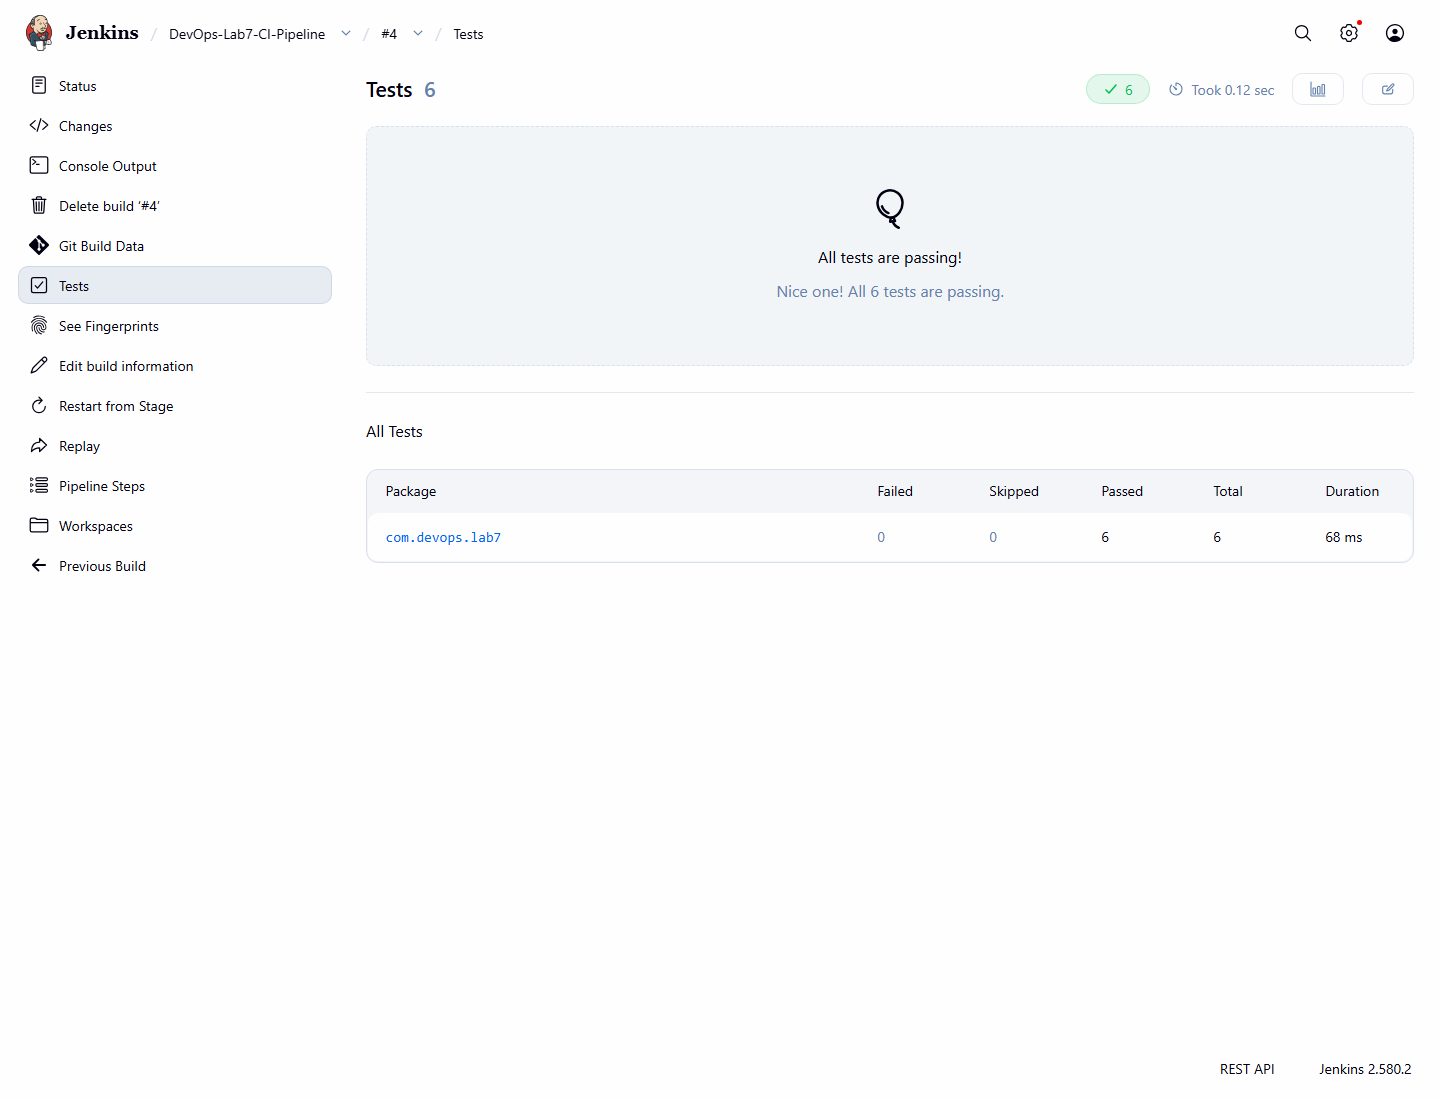 Jenkins / DevOps-Lab7-CI-Pipeline / #4 / Tests
Status
Changes
Console Output
Delete build ‘#4’
Git Build Data
Tests
See Fingerprints
Edit build information
Restart from Stage
Replay
Pipeline Steps
Workspaces
Previous Build
Tests 6
6 Took 0.12 sec
All tests are passing!
Nice one! All 6 tests are passing.
All Tests
Package Failed Skipped Passed Total Duration
com.devops.lab7 0 0 6 6 68 ms
REST API Jenkins 2.580.2